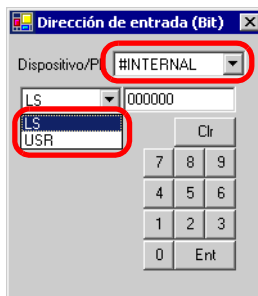 Dirección de entrada (Bit)
Dispositivo/P #INTERNAL
LS 000000
LS
USR
Clr
7 8 9
4 5 6
1 2 3
0 Ent